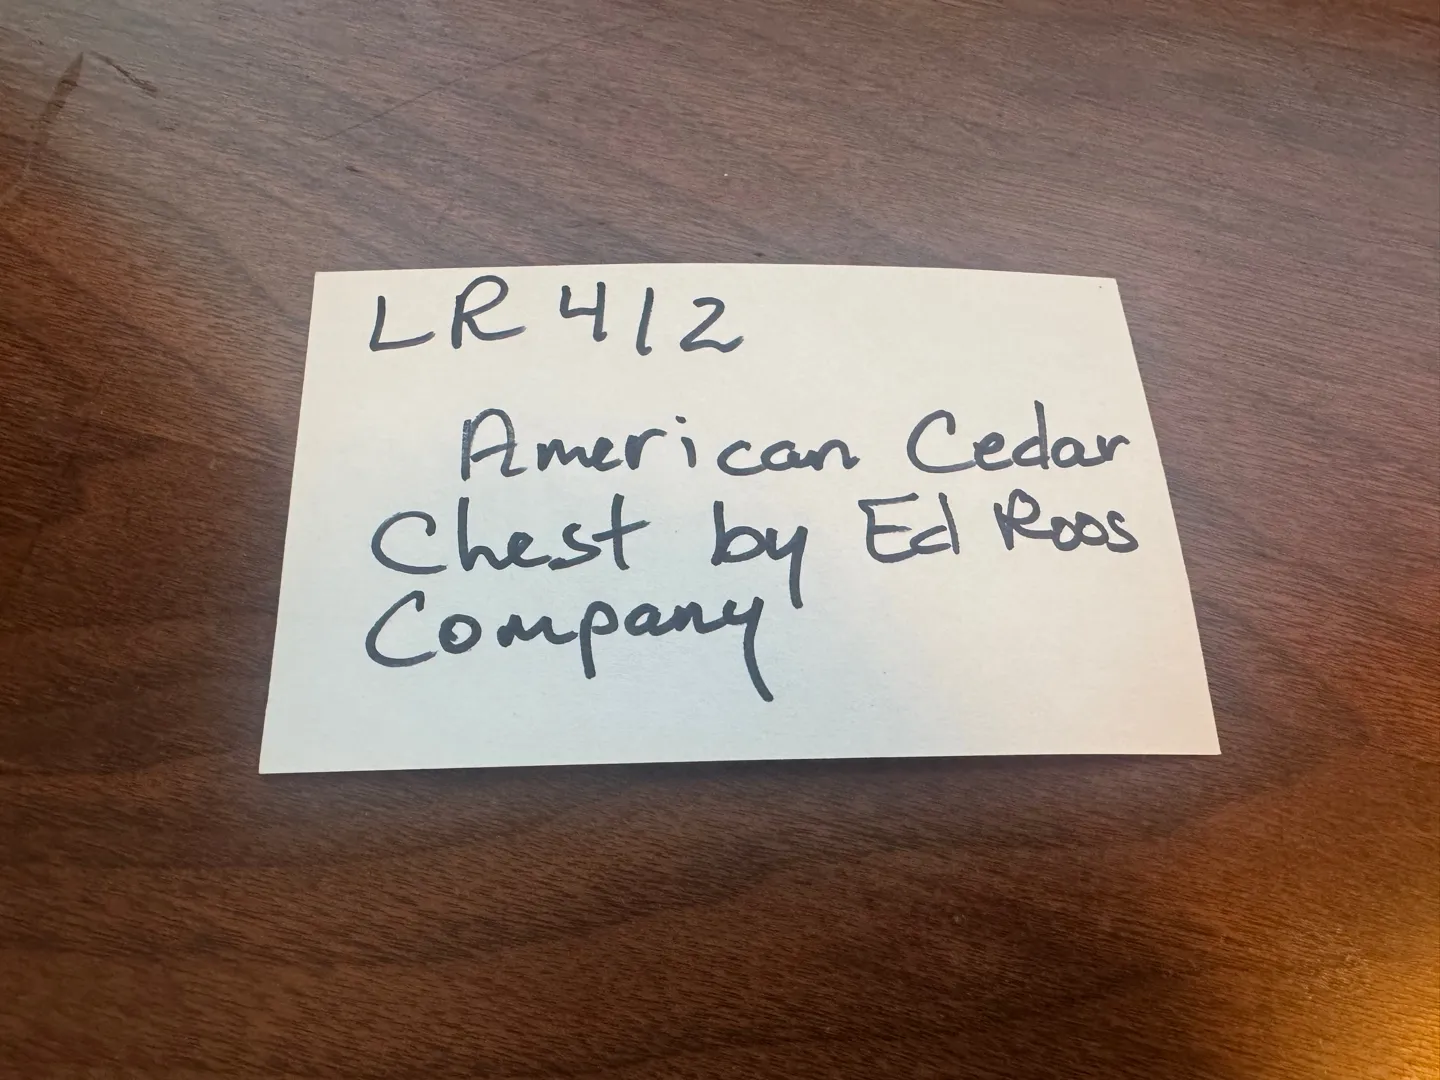 LR 412
American Cedar
Chest by Ed Roos
Company